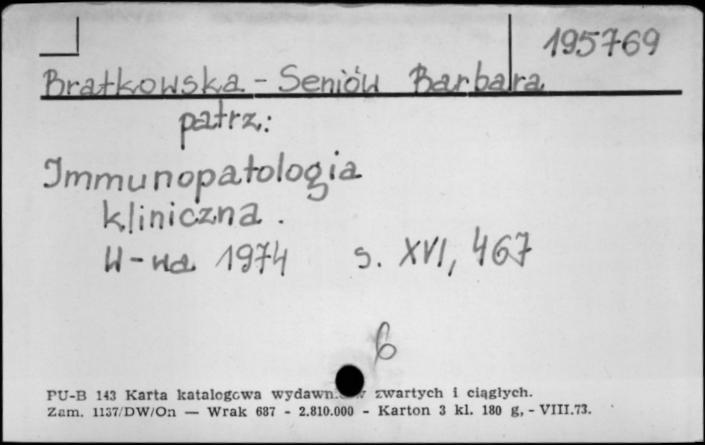 195769
Bratkowska - Seniów Barbara
patrz:
Immunopatologia
kliniczna.
W-wa 1974 s. XVI, 467
6
PU-B 143 Karta katalogowa wydawn. zwartych i ciągłych.
Zam. 1137/DW/On — Wrak 687 - 2.810.000 - Karton 3 kl. 180 g, - VIII.73.